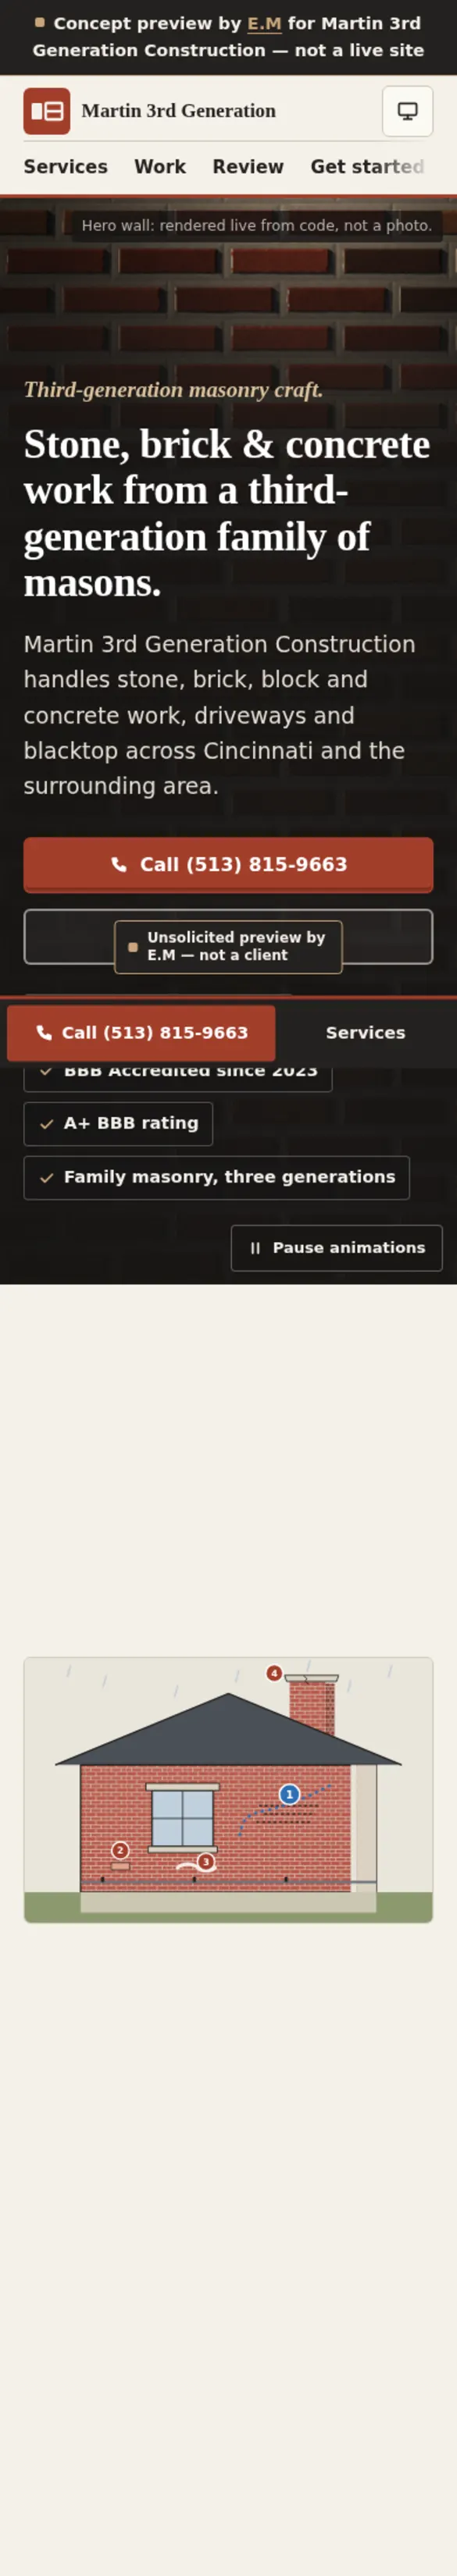 Concept preview by E.M for Martin 3rd
Generation Construction — not a live site
Martin 3rd Generation
Services Work Review Get started
Hero wall: rendered live from code, not a photo.
Third-generation masonry craft.
Stone, brick & concrete
work from a third-
generation family of
masons.
Martin 3rd Generation Construction
handles stone, brick, block and
concrete work, driveways and
blacktop across Cincinnati and the
surrounding area.
Call (513) 815-9663
Unsolicited preview by
E.M — not a client
Call (513) 815-9663 Services
BBB Accredited since 2023
A+ BBB rating
Family masonry, three generations
Pause animations
4
1
2
3